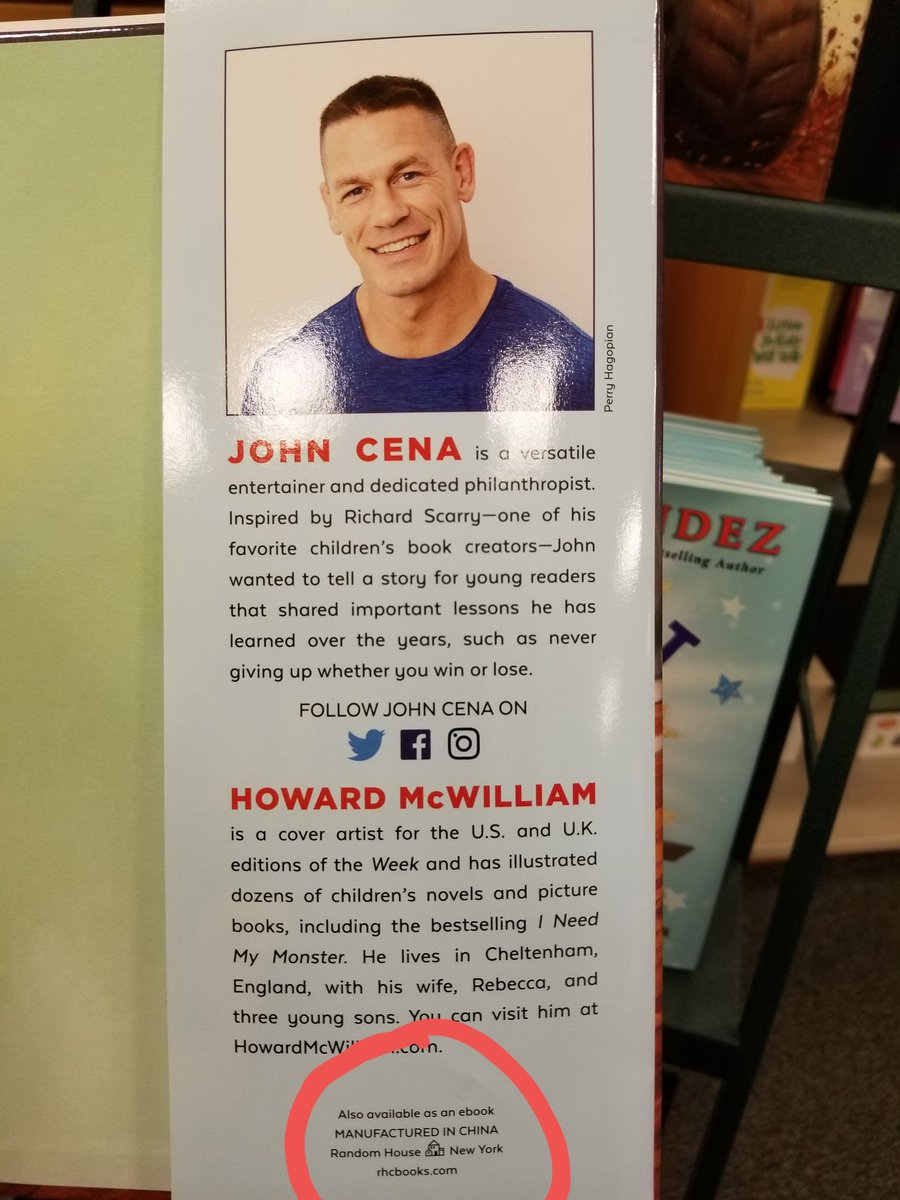 Perry Hagopian
JOHN CENA is a versatile
entertainer and dedicated philanthropist.
Inspired by Richard Scarry—one of his
favorite children's book creators—John
wanted to tell a story for young readers
that shared important lessons he has
learned over the years, such as never
giving up whether you win or lose.
FOLLOW JOHN CENA ON
HOWARD McWILLIAM
is a cover artist for the U.S. and U.K.
editions of the Week and has illustrated
dozens of children's novels and picture
books, including the bestselling I Need
My Monster. He lives in Cheltenham,
England, with his wife, Rebecca, and
three young sons. You can visit him at
HowardMcWilliam.com.
Also available as an ebook
MANUFACTURED IN CHINA
Random House New York
rhcbooks.com
DEZ
selling Author